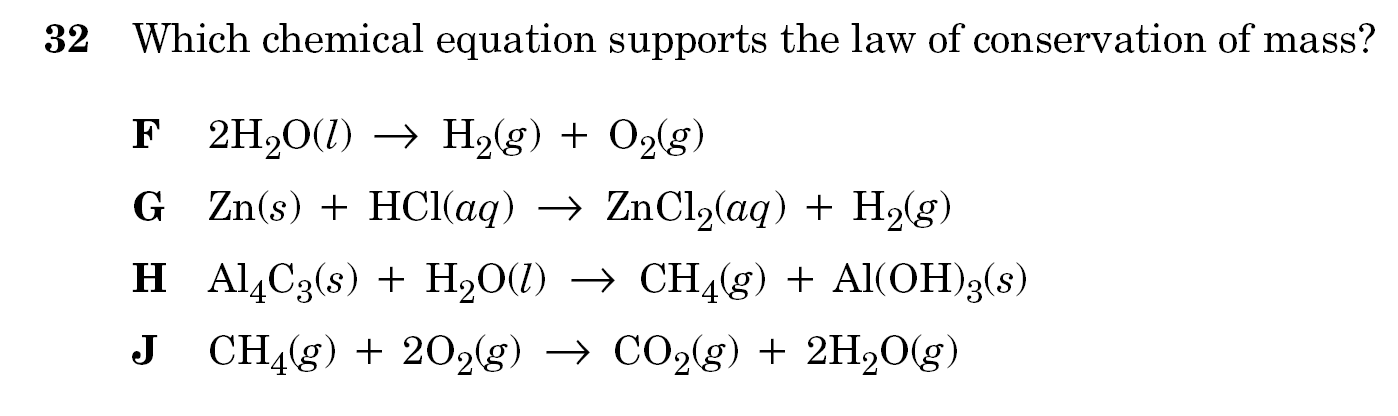 32 Which chemical equation supports the law of conservation of mass?
F 2H₂O(l) → H₂(g) + O₂(g)
G Zn(s) + HCl(aq) → ZnCl₂(aq) + H₂(g)
H Al₄C₃(s) + H₂O(l) → CH₄(g) + Al(OH)₃(s)
J CH₄(g) + 2O₂(g) → CO₂(g) + 2H₂O(g)